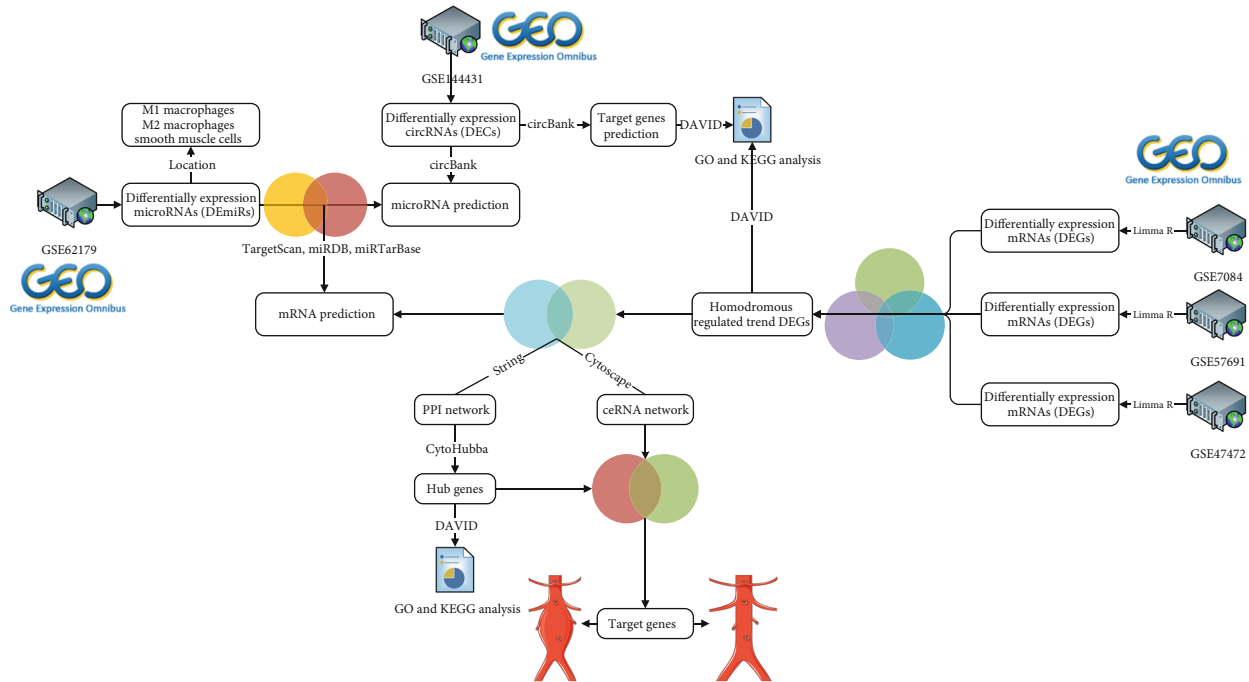 GEO
Gene Expression Omnibus
GSE144431
M1 macrophages
M2 macrophages
smooth muscle cells
Location
Differentially expression
circRNAs (DECs)
circBank
Target genes
prediction
DAVID
GO and KEGG analysis
circBank
Differentially expression
microRNAs (DEmiRs)
microRNA prediction
GSE62179
GEO
Gene Expression Omnibus
TargetScan, miRDB, miRTarBase
mRNA prediction
DAVID
Homodromous
regulated trend DEGs
GEO
Gene Expression Omnibus
Differentially expression
mRNAs (DEGs)
Limma R
GSE7084
Differentially expression
mRNAs (DEGs)
Limma R
GSE57691
Differentially expression
mRNAs (DEGs)
Limma R
GSE47472
String
Cytoscape
PPI network
ceRNA network
CytoHubba
Hub genes
DAVID
GO and KEGG analysis
Target genes